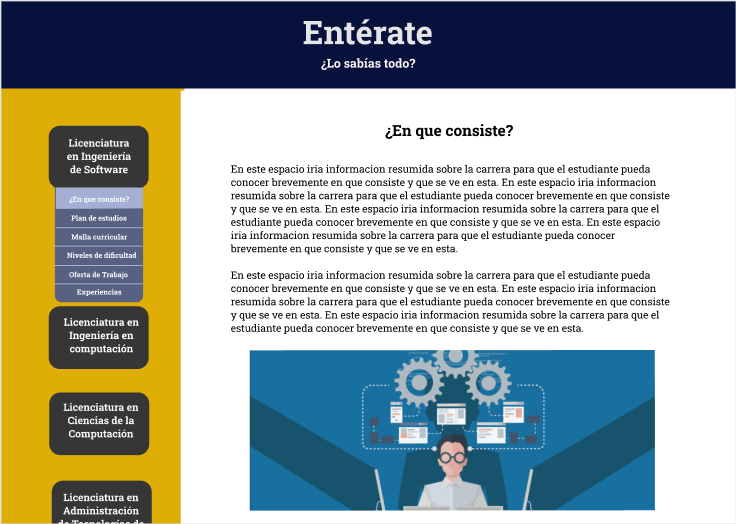 Entérate
¿Lo sabías todo?
Licenciatura
en Ingeniería
de Software
¿En que consiste?
Plan de estudios
Malla curricular
Niveles de dificultad
Oferta de Trabajo
Experiencias
Licenciatura en
Ingeniería en
computación
Licenciatura en
Ciencias de la
Computación
Licenciatura en
Administración
de Tecnologías de
¿En que consiste?
En este espacio iria informacion resumida sobre la carrera para que el estudiante pueda
conocer brevemente en que consiste y que se ve en esta. En este espacio iria informacion
resumida sobre la carrera para que el estudiante pueda conocer brevemente en que consiste
y que se ve en esta. En este espacio iria informacion resumida sobre la carrera para que el
estudiante pueda conocer brevemente en que consiste y que se ve en esta. En este espacio
iria informacion resumida sobre la carrera para que el estudiante pueda conocer
brevemente en que consiste y que se ve en esta.
En este espacio iria informacion resumida sobre la carrera para que el estudiante pueda
conocer brevemente en que consiste y que se ve en esta. En este espacio iria informacion
resumida sobre la carrera para que el estudiante pueda conocer brevemente en que consiste
y que se ve en esta. En este espacio iria informacion resumida sobre la carrera para que el
estudiante pueda conocer brevemente en que consiste y que se ve en esta.